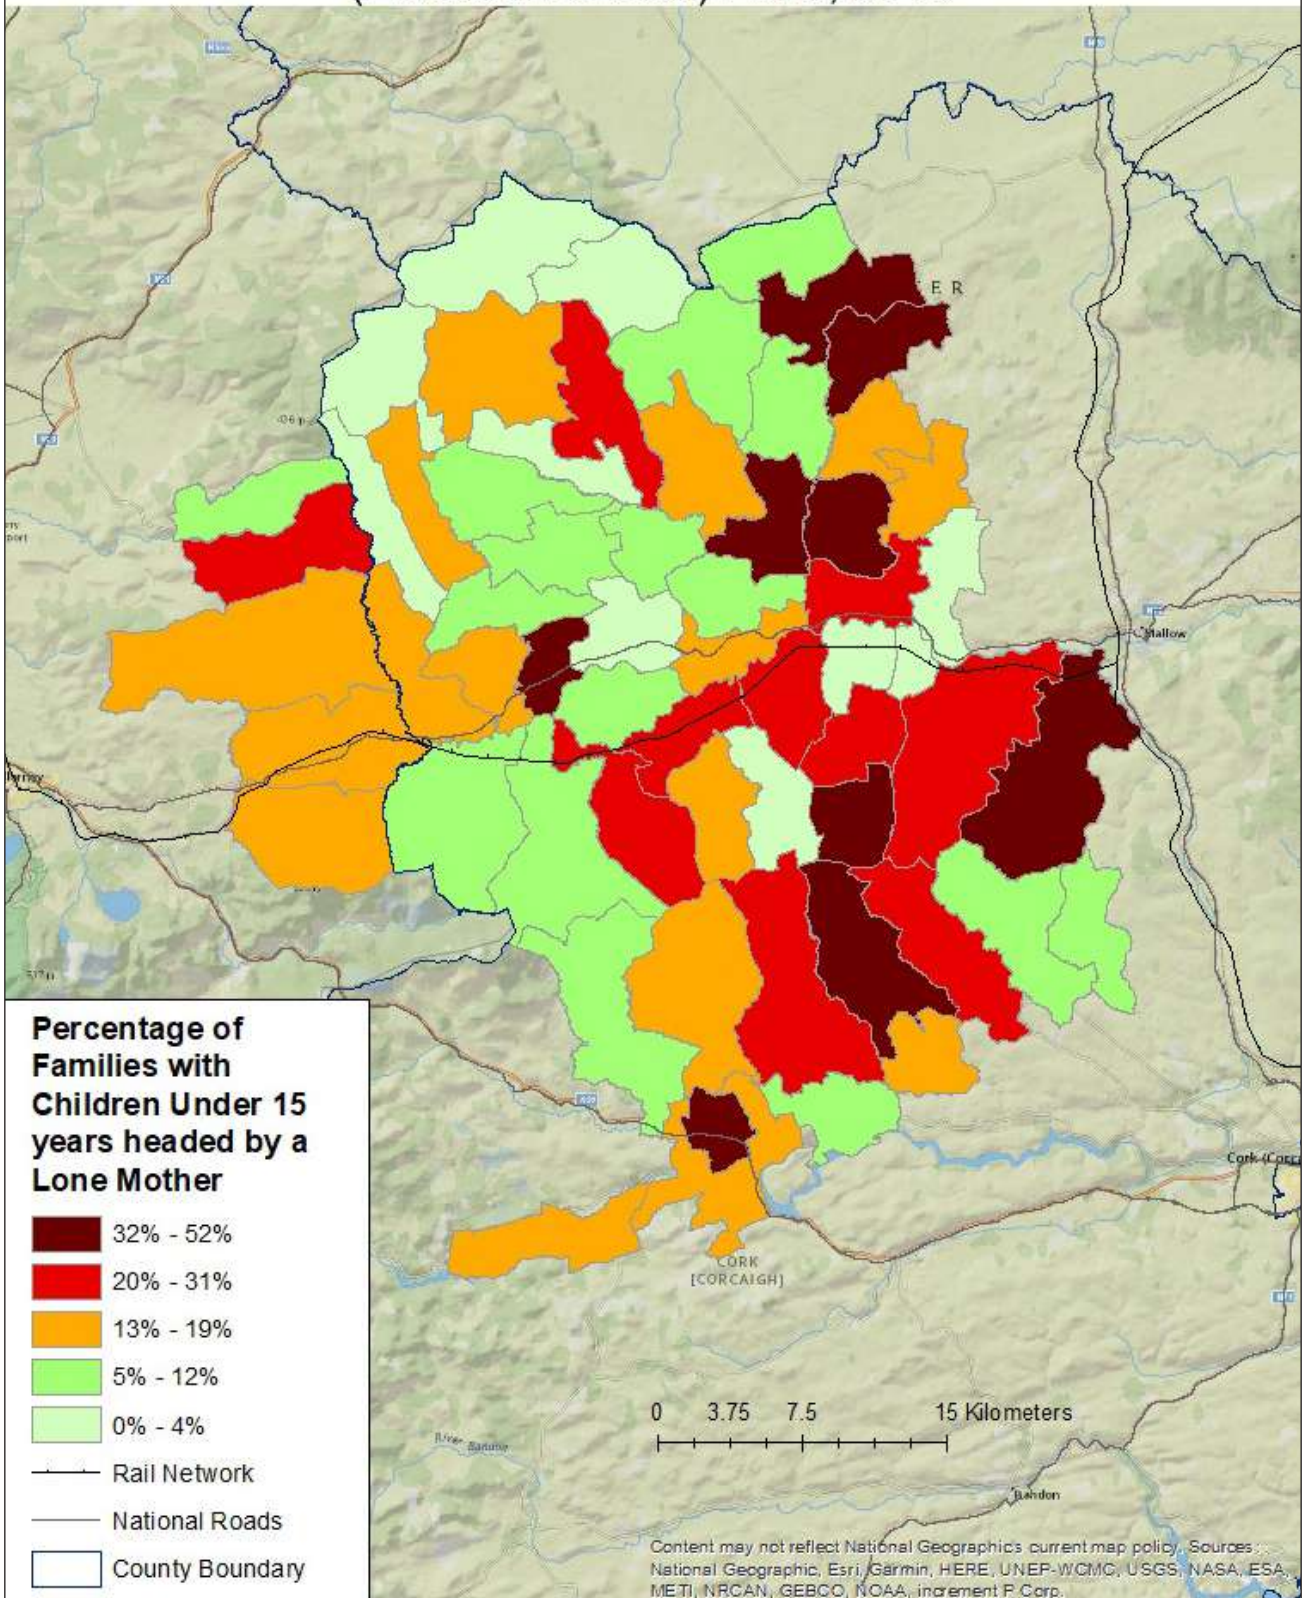 E R
Mallow
Cork (Corc
CORK
[CORCAIGH]
Percentage of
Families with
Children Under 15
years headed by a
Lone Mother
32% - 52%
20% - 31%
13% - 19%
5% - 12%
0% - 4%
Rail Network
National Roads
County Boundary
0 3.75 7.5 15 Kilometers
River Bandon
Bandon
Content may not reflect National Geographic's current map policy. Sources:
National Geographic, Esri, Garmin, HERE, UNEP-WCMC, USGS, NASA, ESA,
METI, NRCAN, GEBCO, NOAA, increment P Corp.